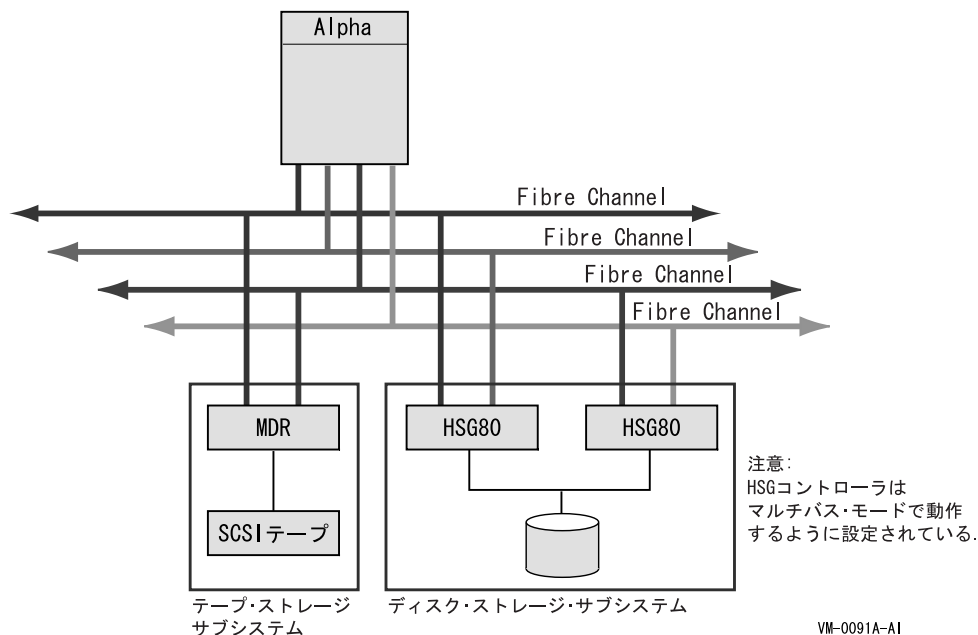 Alpha
Fibre Channel
Fibre Channel
Fibre Channel
Fibre Channel
MDR
HSG80
HSG80
SCSIテープ
注意:
HSGコントローラは
マルチバス・モードで動作
するように設定されている.
テープ・ストレージ
サブシステム
ディスク・ストレージ・サブシステム
VM-0091A-AI